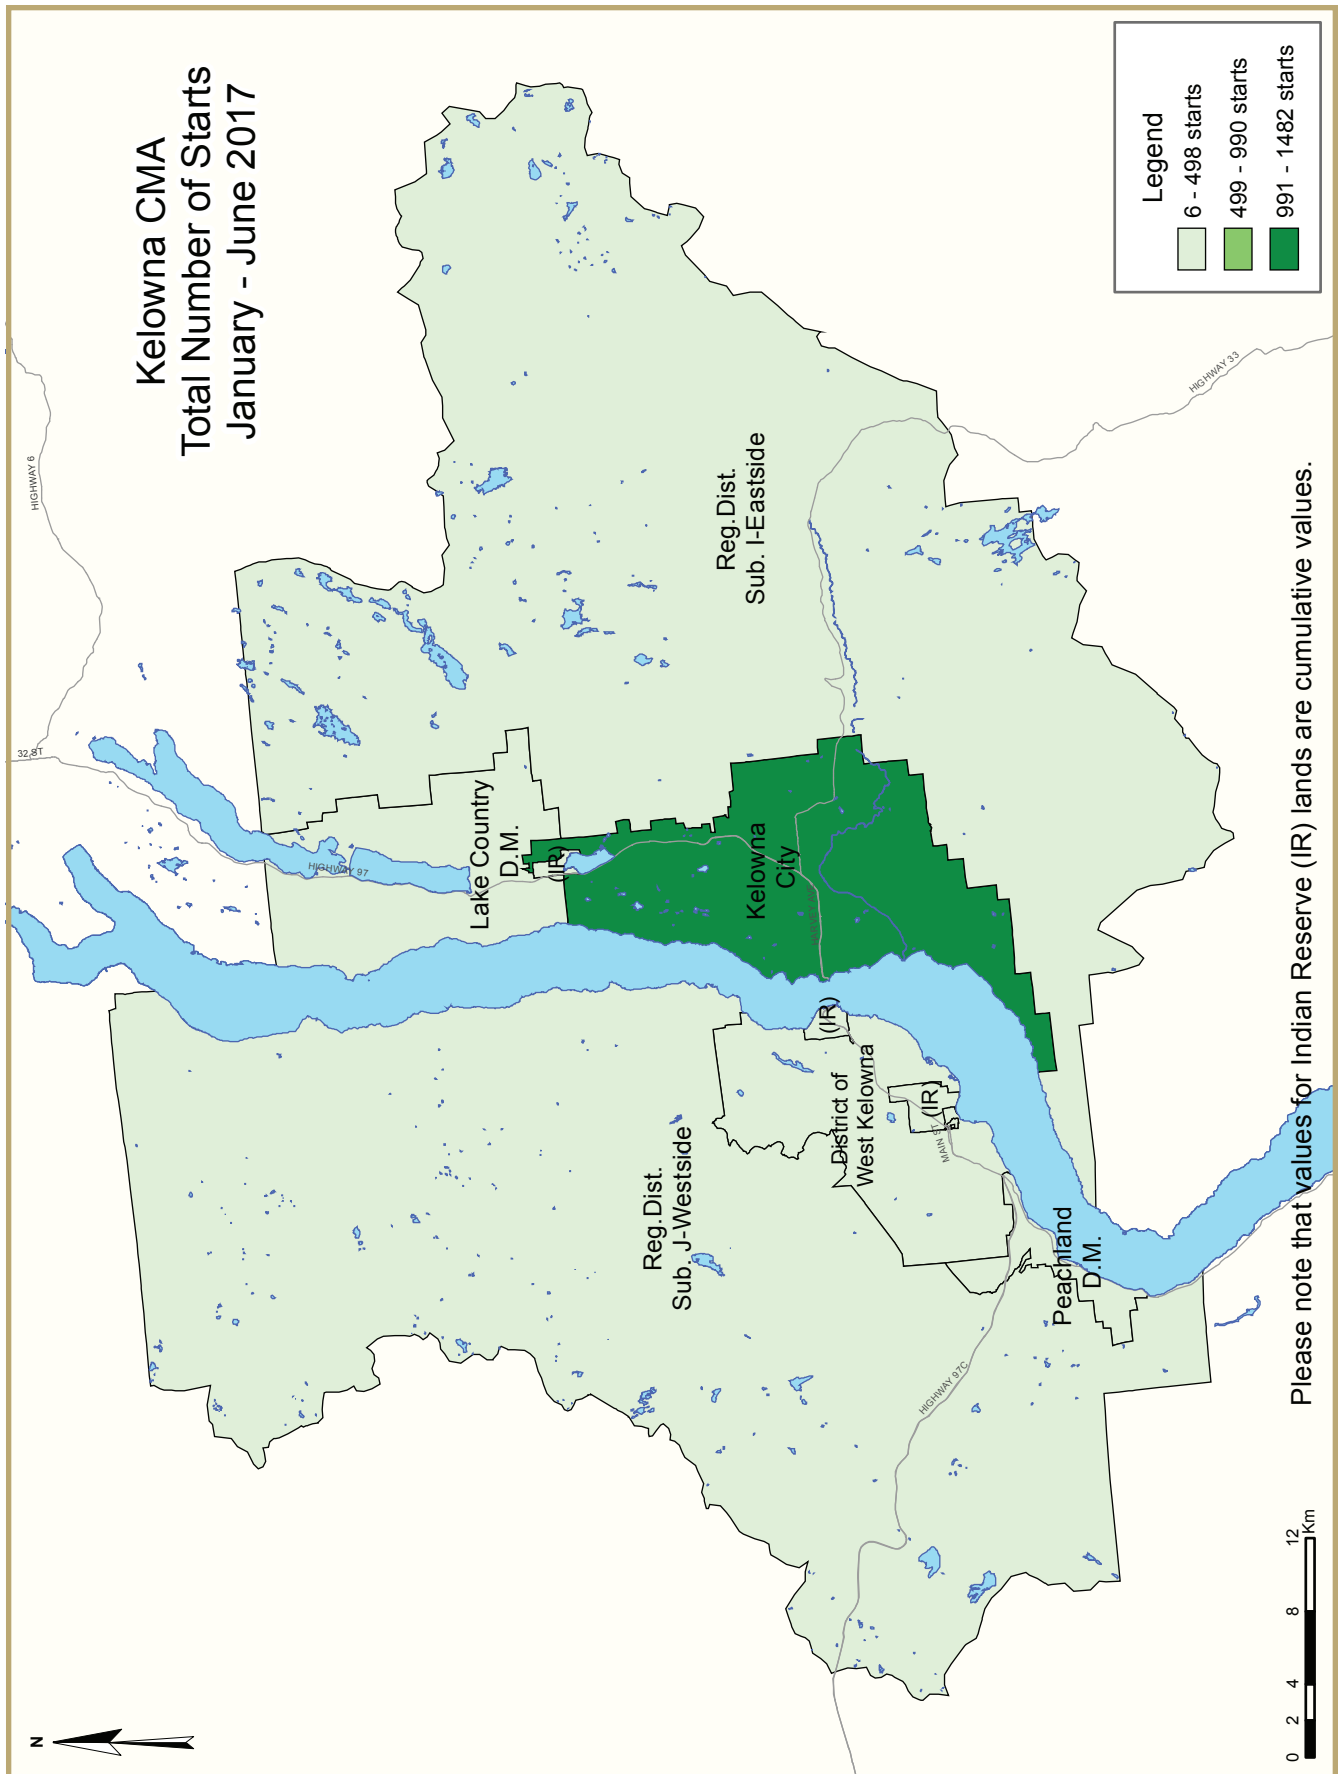 Kelowna CMA
Total Number of Starts
January - June 2017
N
HIGHWAY 6
32 ST
HIGHWAY 97
Lake Country
D.M.
(IR)
Reg.Dist.
Sub. I-Eastside
Kelowna
City
(IR)
District of
West Kelowna
(IR)
MAIN ST
Reg.Dist.
Sub. J-Westside
Peachland
D.M.
HIGHWAY 97C
HIGHWAY 33
Legend
6 - 498 starts
499 - 990 starts
991 - 1482 starts
0 2 4 8 12
Km
Please note that values for Indian Reserve (IR) lands are cumulative values.